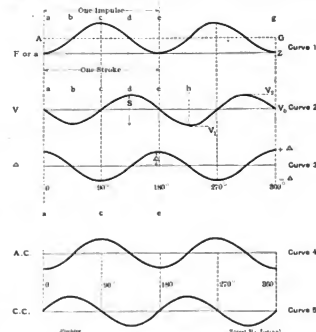 One Impulse
a b c d e g
A G
F or a Z Curve 1
One Stroke
a b c d e h V₂
S
V V₀ Curve 2
V₁
Δ Δ + Δ Curve 3
- Δ
0 90° 180° 270° 360°
a c e
A.C. Curve 4
0 90 180 270 360
C.C. Curve 5